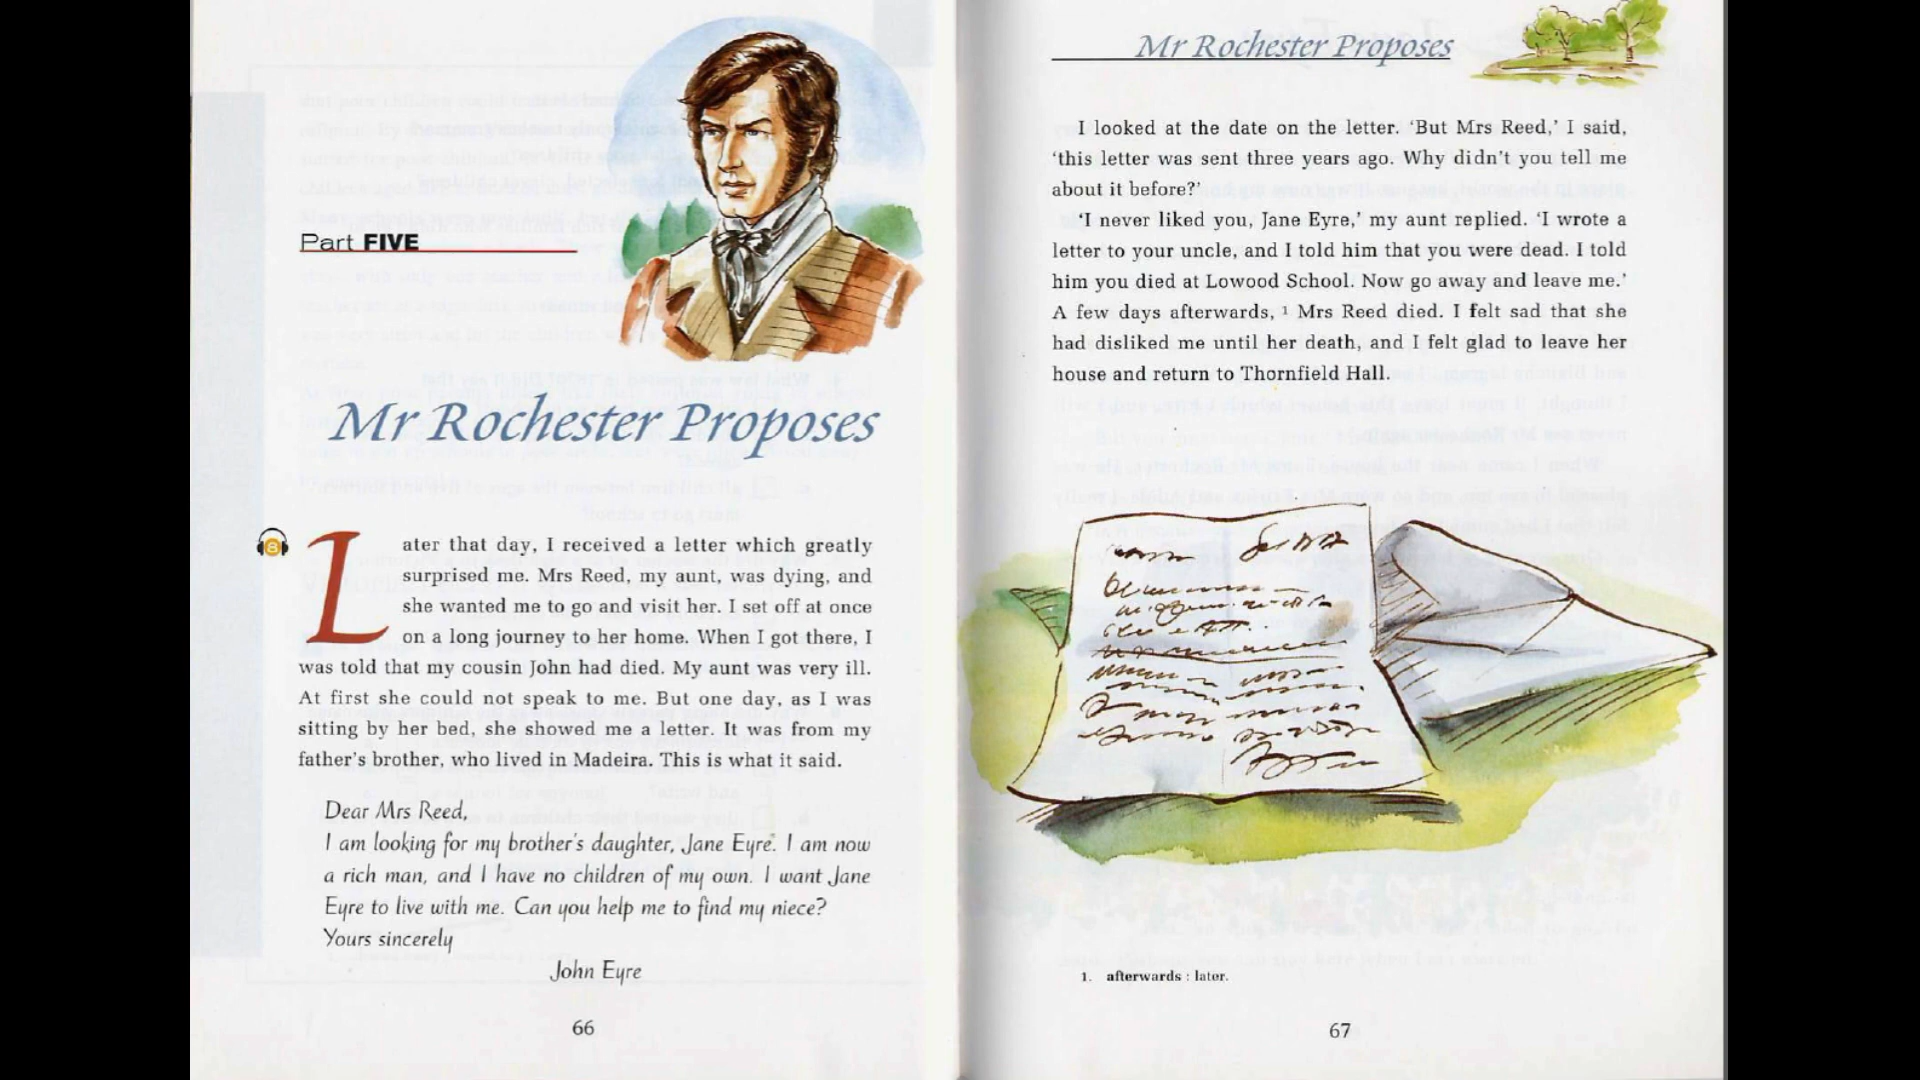 Part FIVE
Mr Rochester Proposes
8
Later that day, I received a letter which greatly
surprised me. Mrs Reed, my aunt, was dying, and
she wanted me to go and visit her. I set off at once
on a long journey to her home. When I got there, I
was told that my cousin John had died. My aunt was very ill.
At first she could not speak to me. But one day, as I was
sitting by her bed, she showed me a letter. It was from my
father's brother, who lived in Madeira. This is what it said.
Dear Mrs Reed,
I am looking for my brother's daughter, Jane Eyre. I am now
a rich man, and I have no children of my own. I want Jane
Eyre to live with me. Can you help me to find my niece?
Yours sincerely
John Eyre
66
Mr Rochester Proposes
I looked at the date on the letter. ‘But Mrs Reed,’ I said,
‘this letter was sent three years ago. Why didn't you tell me
about it before?’
‘I never liked you, Jane Eyre,’ my aunt replied. ‘I wrote a
letter to your uncle, and I told him that you were dead. I told
him you died at Lowood School. Now go away and leave me.’
A few days afterwards, 1 Mrs Reed died. I felt sad that she
had disliked me until her death, and I felt glad to leave her
house and return to Thornfield Hall.
1. afterwards : later.
67